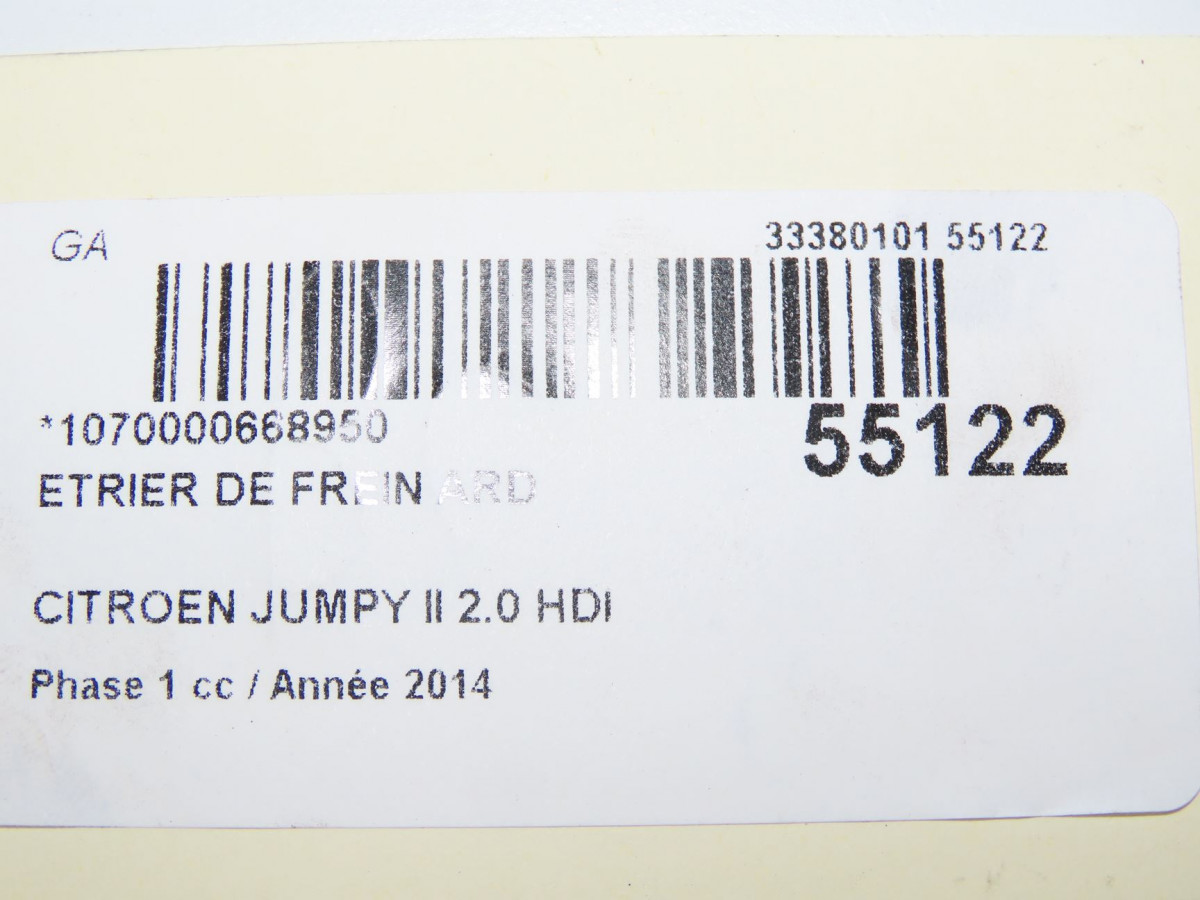 GA
33380101 55122
*1070000668950
55122
ETRIER DE FREIN ARD
CITROEN JUMPY II 2.0 HDI
Phase 1 cc / Année 2014